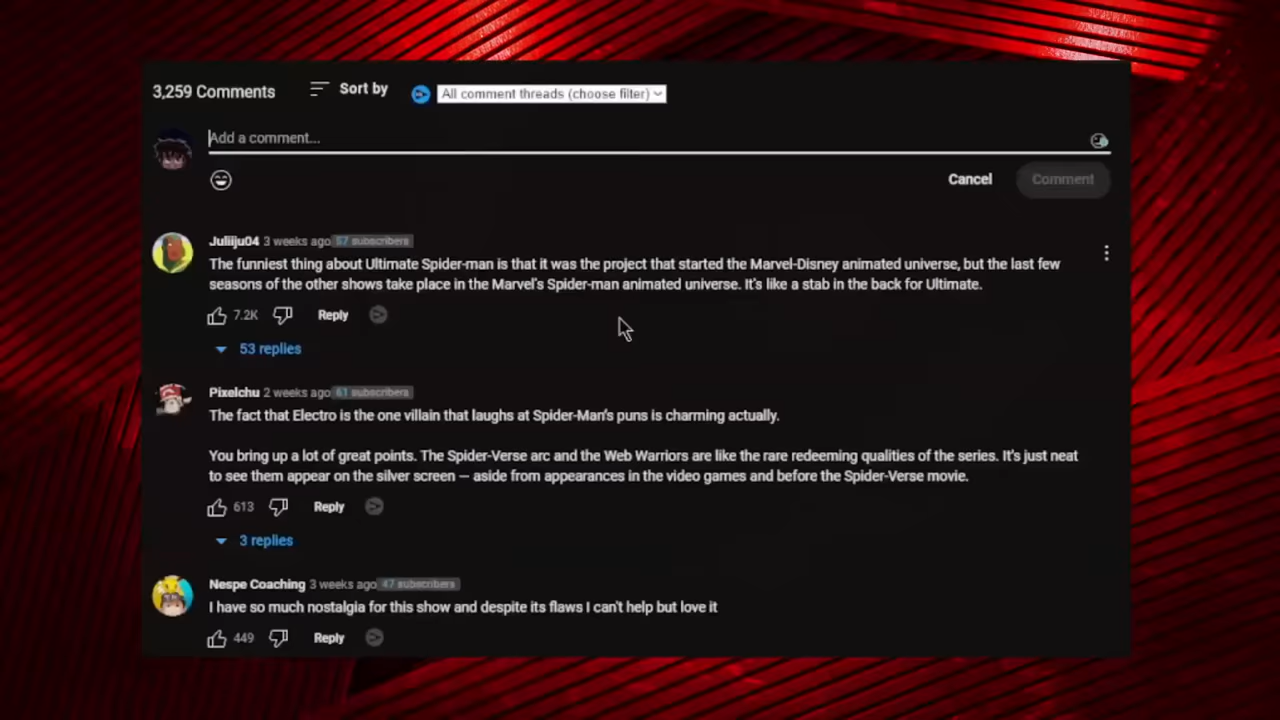 3,259 Comments
Sort by
All comment threads (choose filter)
Add a comment...
Cancel
Comment
Juliiju04 3 weeks ago 57 subscribers
The funniest thing about Ultimate Spider-man is that it was the project that started the Marvel-Disney animated universe, but the last few
seasons of the other shows take place in the Marvel's Spider-man animated universe. It's like a stab in the back for Ultimate.
7.2K
Reply
53 replies
Pixelchu 2 weeks ago 61 subscribers
The fact that Electro is the one villain that laughs at Spider-Man's puns is charming actually.
You bring up a lot of great points. The Spider-Verse arc and the Web Warriors are like the rare redeeming qualities of the series. It's just neat
to see them appear on the silver screen — aside from appearances in the video games and before the Spider-Verse movie.
613
Reply
3 replies
Nespe Coaching 3 weeks ago 47 subscribers
I have so much nostalgia for this show and despite its flaws I can't help but love it
449
Reply